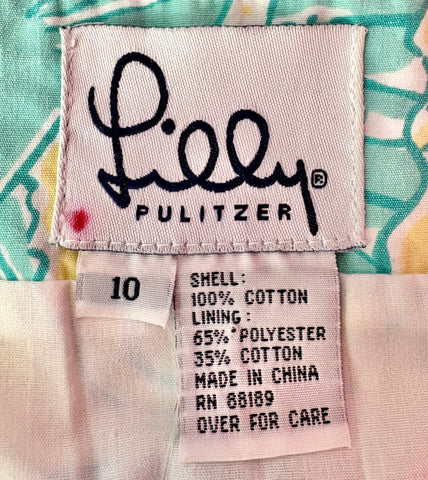 Lilly®
PULITZER
10
SHELL:
100% COTTON
LINING:
65% POLYESTER
35% COTTON
MADE IN CHINA
RN 88189
OVER FOR CARE